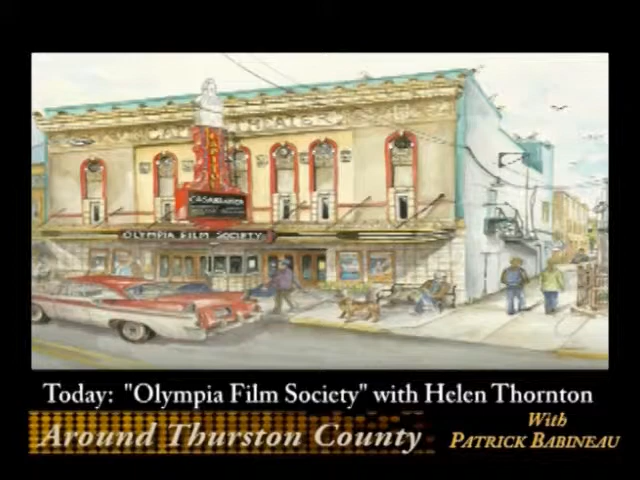 CAPITOL THEATER
CAPITOL
CASABLANCA
OLYMPIA FILM SOCIETY
Today: "Olympia Film Society" with Helen Thornton
Around Thurston County
With
PATRICK BABINEAU